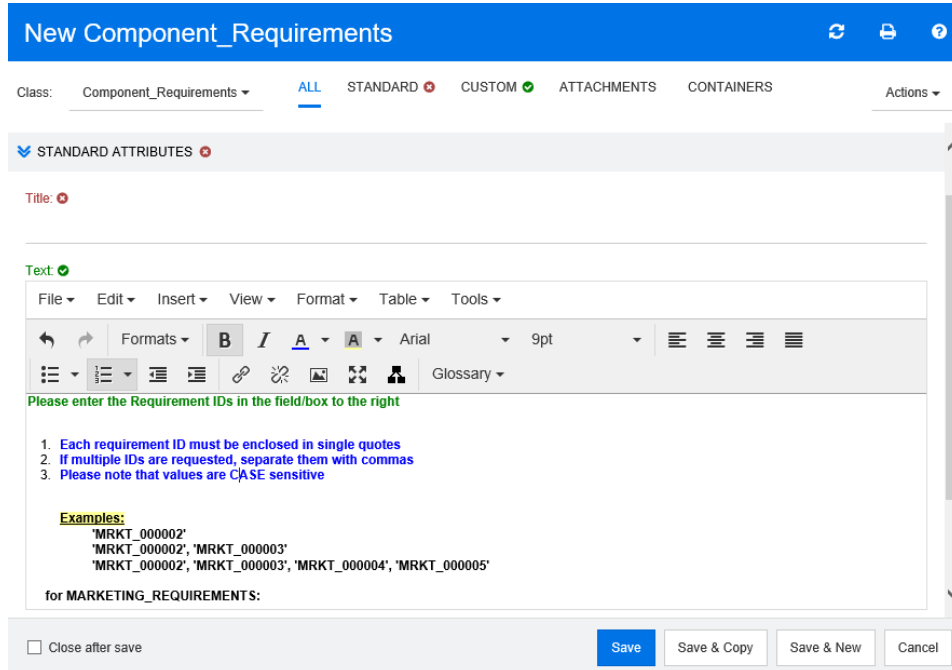 New Component_Requirements
Class: Component_Requirements ALL STANDARD CUSTOM ATTACHMENTS CONTAINERS Actions
STANDARD ATTRIBUTES
Title:
Text:
File Edit Insert View Format Table Tools
Formats B I A A Arial 9pt
Glossary
Please enter the Requirement IDs in the field/box to the right
1. Each requirement ID must be enclosed in single quotes
2. If multiple IDs are requested, separate them with commas
3. Please note that values are CASE sensitive
Examples:
'MRKT_000002'
'MRKT_000002', 'MRKT_000003'
'MRKT_000002', 'MRKT_000003', 'MRKT_000004', 'MRKT_000005'
for MARKETING_REQUIREMENTS:
Close after save Save Save & Copy Save & New Cancel